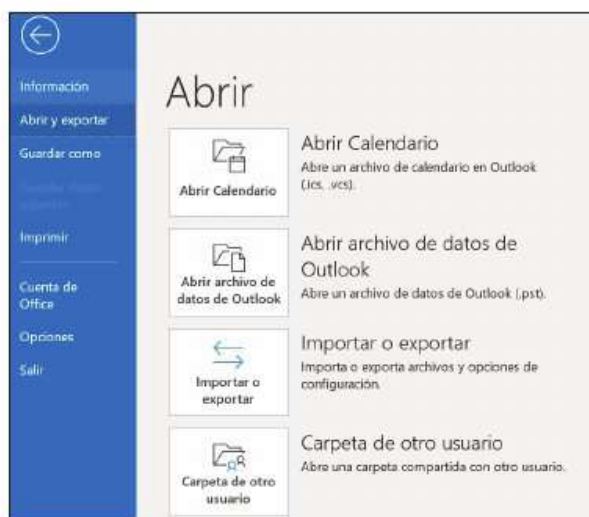 Información
Abrir y exportar
Guardar como
Imprimir
Cuenta de
Office
Opciones
Salir
Abrir
Abrir Calendario
Abrir Calendario
Abre un archivo de calendario en Outlook
(.ics, .vcs).
Abrir archivo de
datos de Outlook
Abrir archivo de datos de
Outlook
Abre un archivo de datos de Outlook (.pst).
Importar o
exportar
Importar o exportar
Importa o exporta archivos y opciones de
configuración.
Carpeta de otro
usuario
Carpeta de otro usuario
Abre una carpeta compartida con otro usuario.